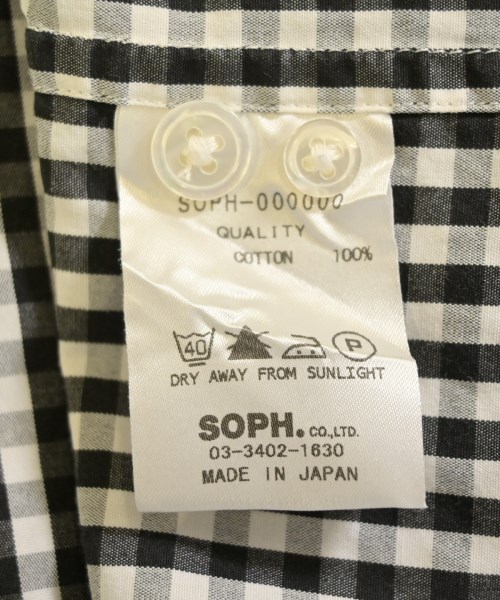 SOPH-000000
QUALITY
COTTON 100%
40 P
DRY AWAY FROM SUNLIGHT
SOPH. CO.,LTD.
03-3402-1630
MADE IN JAPAN